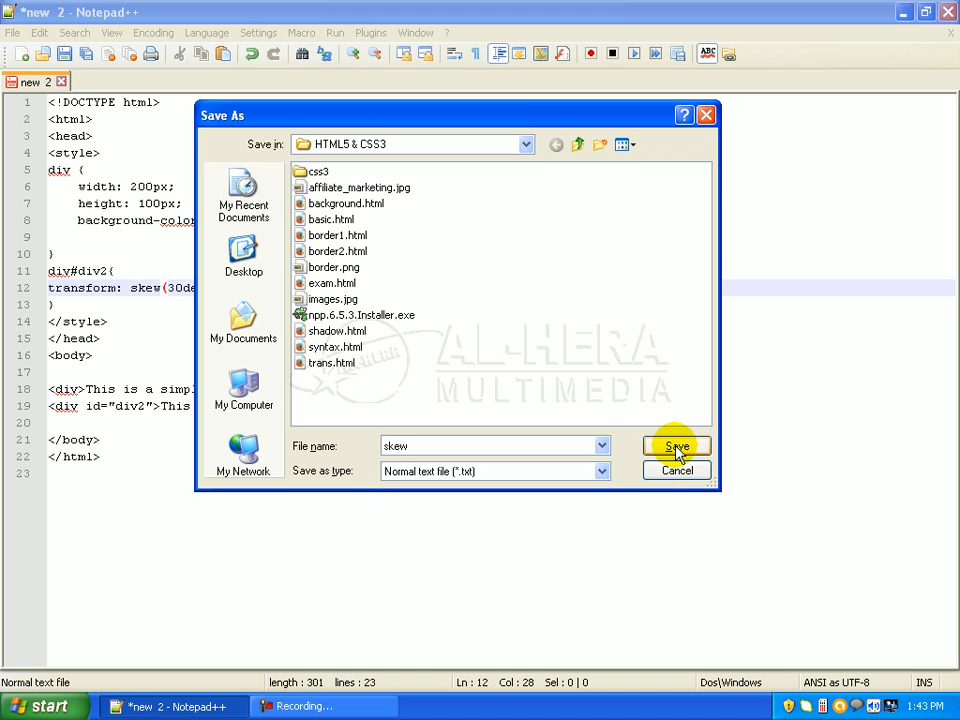 *new  2 - Notepad++
File Edit Search View Encoding Language Settings Macro Run Plugins Window ?
X
new 2
1 <!DOCTYPE html>
2 <html>
3 <head>
4 <style>
5 div {
6 width: 200px;
7 height: 100px;
8 background-color
9
10 }
11 div#div2{
12 transform: skew(30de
13 }
14 </style>
15 </head>
16 <body>
17
18 <div>This is a simpl
19 <div id="div2">This
20
21 </body>
22 </html>
23
Save As
Save in: HTML5 & CSS3
My Recent Documents
Desktop
My Documents
My Computer
My Network
css3
affiliate_marketing.jpg
background.html
basic.html
border1.html
border2.html
border.png
exam.html
images.jpg
npp.6.5.3.Installer.exe
shadow.html
syntax.html
trans.html
AL-HERA
MULTIMEDIA
File name: skew Save
Save as type: Normal text file (*.txt) Cancel
Normal text file length : 301 lines : 23 Ln : 12 Col : 28 Sel : 0 | 0 Dos\Windows ANSI as UTF-8 INS
start *new 2 - Notepad++ Recording... 1:43 PM